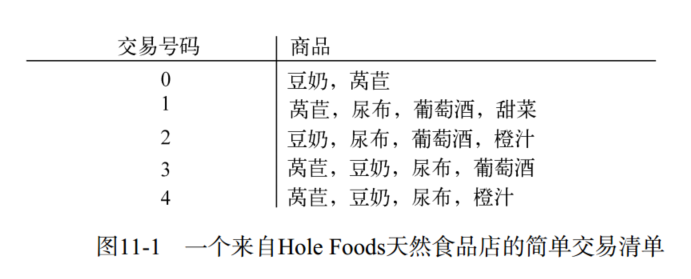 交易号码 商品
0 豆奶，莴苣
1 莴苣，尿布，葡萄酒，甜菜
2 豆奶，尿布，葡萄酒，橙汁
3 莴苣，豆奶，尿布，葡萄酒
4 莴苣，豆奶，尿布，橙汁
图11-1 一个来自Hole Foods天然食品店的简单交易清单